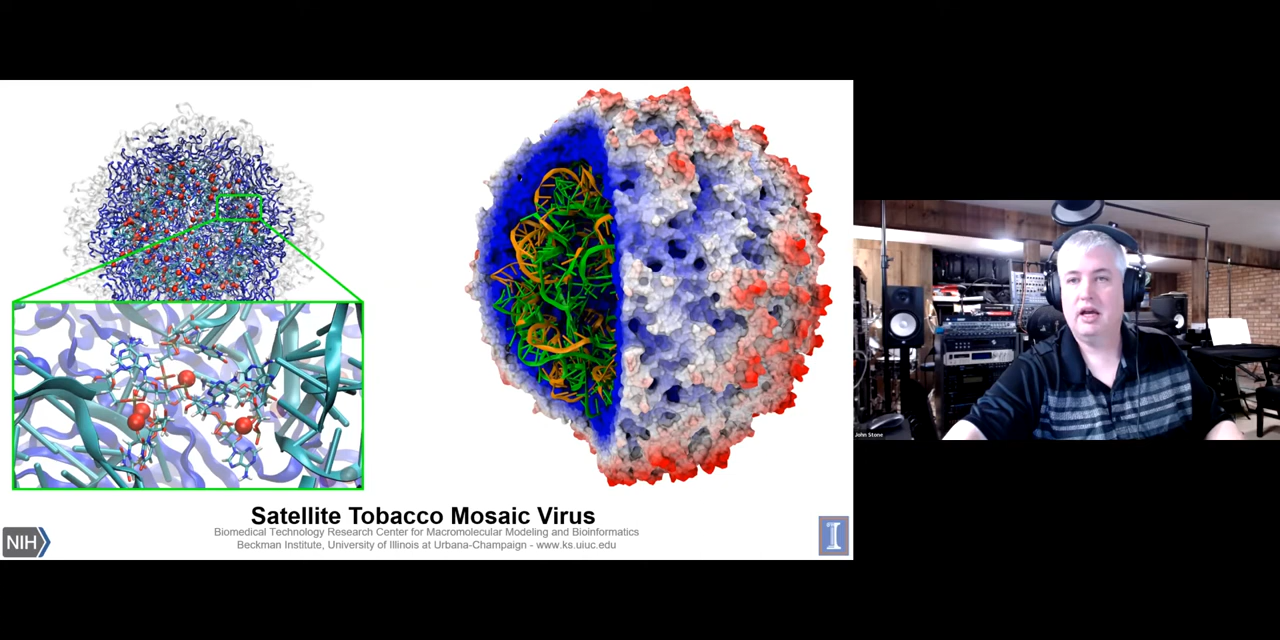 Satellite Tobacco Mosaic Virus
Biomedical Technology Research Center for Macromolecular Modeling and Bioinformatics
Beckman Institute, University of Illinois at Urbana-Champaign - www.ks.uiuc.edu
NIH
I
John Stone